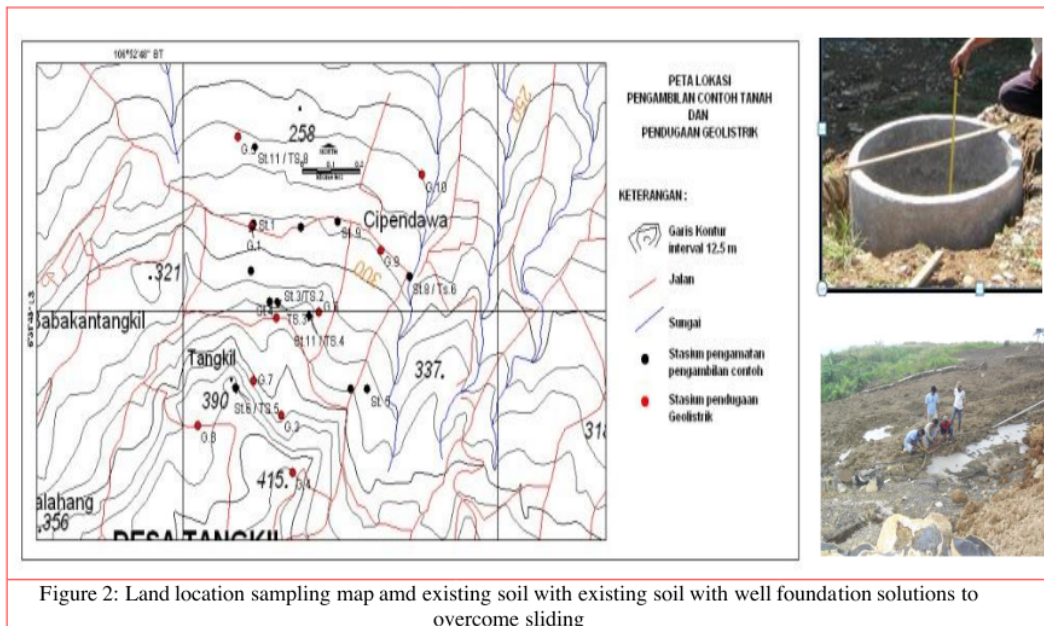 106°52'48" BT
258
G.
St.11 / TS.8
G.10
St.1
G.1
Cipendawa
St.9
G.9
300
250
St.8 / Ts.6
.321
St.3/TS.2
TS.3
St.11 / TS.4
Tangkil
G.7
390
St.6 / TS.5
G.3
G.8
337.
St. 5
415.
G.4
.356
DESA TANGKIL
PETA LOKASI
PENGAMBILAN CONTOH TANAH
DAN
PENDUGAAN GEOLISTRIK
KETERANGAN :
Garis Kontur
interval 12.5 m
Jalan
Sungai
Stasiun pengamatan
pengambilan contoh
Stasiun pendugaan
Geolistrik
Figure 2: Land location sampling map amd existing soil with existing soil with well foundation solutions to
overcome sliding